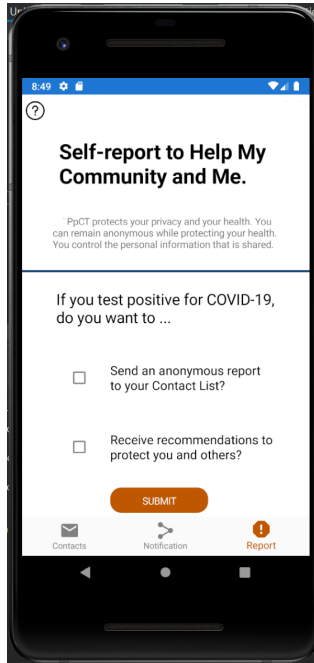 8:49
?
Self-report to Help My
Community and Me.
PpCT protects your privacy and your health. You
can remain anonymous while protecting your health.
You control the personal information that is shared.
If you test positive for COVID-19,
do you want to ...
Send an anonymous report
to your Contact List?
Receive recommendations to
protect you and others?
SUBMIT
Contacts
Notification
Report